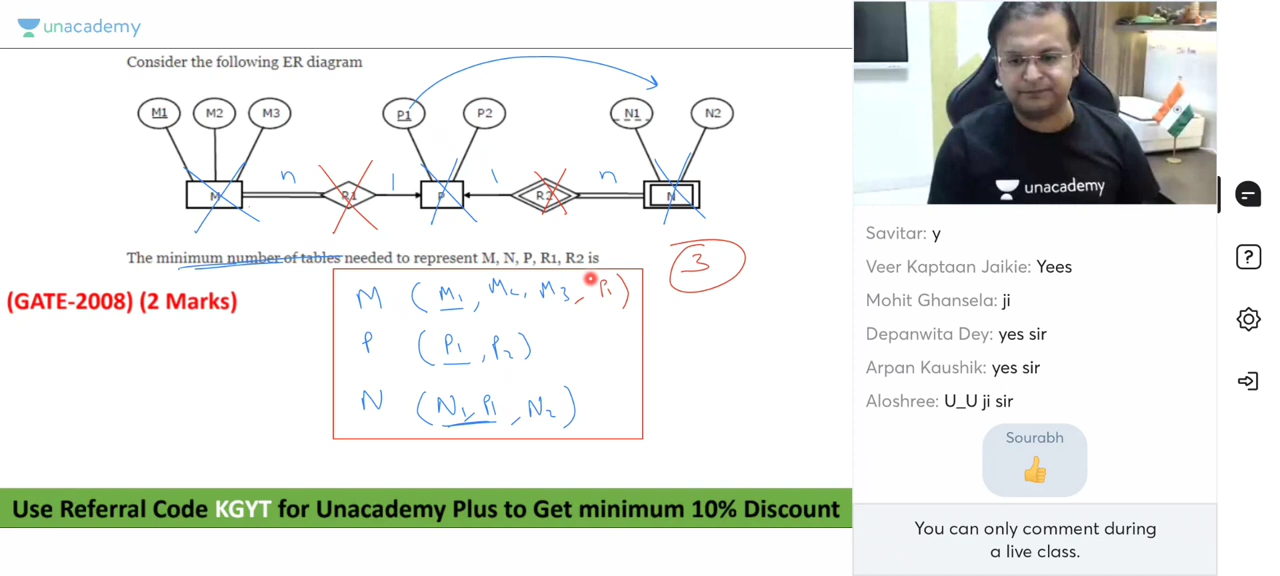 unacademy
Consider the following ER diagram
M1 M2 M3 P1 P2 N1 N2
n 1 1 n
M R1 P R2 N
The minimum number of tables needed to represent M, N, P, R1, R2 is
3
(GATE-2008) (2 Marks)
M (M1, M2, M3, P1)
P (P1, P2)
N (N1, P1, N2)
Use Referral Code KGYT for Unacademy Plus to Get minimum 10% Discount
unacademy
Savitar: y
Veer Kaptaan Jaikie: Yees
Mohit Ghansela: ji
Depanwita Dey: yes sir
Arpan Kaushik: yes sir
Aloshree: U_U ji sir
Sourabh
You can only comment during
a live class.